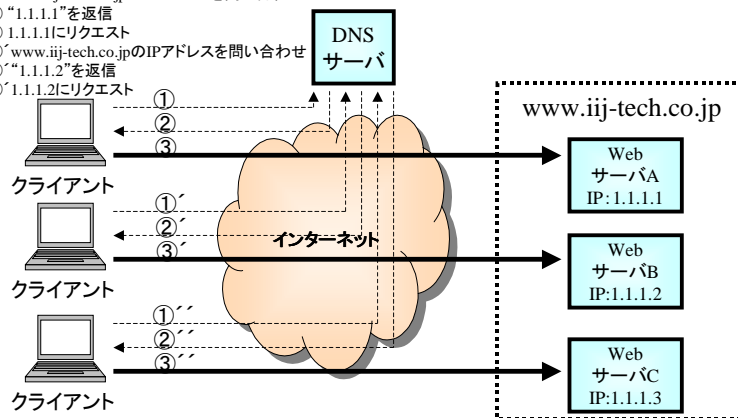 “1.1.1.1”を返信
1.1.1.1にリクエスト
´www.iij-tech.co.jpのIPアドレスを問い合わせ
´“1.1.1.2”を返信
´1.1.1.2にリクエスト
DNS
サーバ
www.iij-tech.co.jp
①
②
③
クライアント
Web
サーバA
IP:1.1.1.1
①´
②´
③´
クライアント
インターネット
Web
サーバB
IP:1.1.1.2
①´´
②´´
③´´
クライアント
Web
サーバC
IP:1.1.1.3